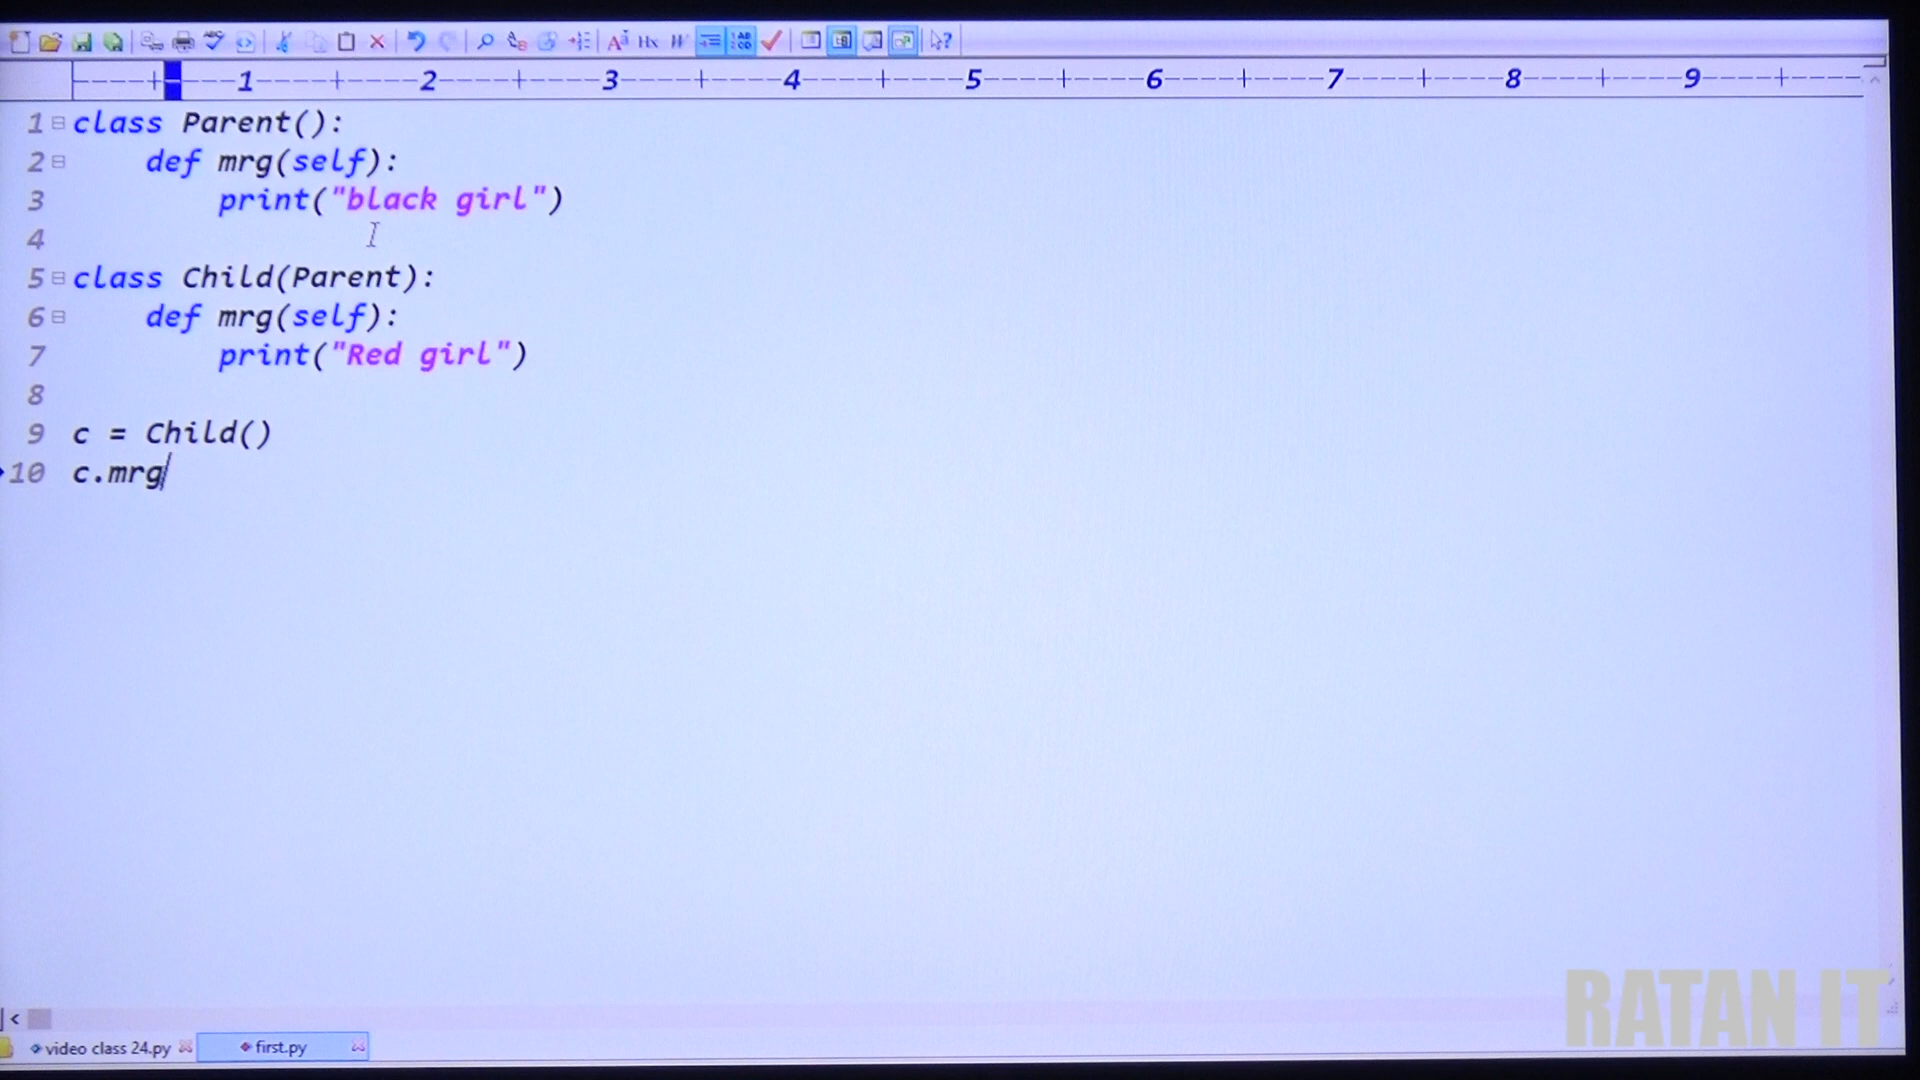 ----+----1----+----2----+----3----+----4----+----5----+----6----+----7----+----8----+----9----+----
1 class Parent():
2 def mrg(self):
3 print("black girl")
4
5 class Child(Parent):
6 def mrg(self):
7 print("Red girl")
8
9 c = Child()
10 c.mrg
RATAN IT
video class 24.py
first.py